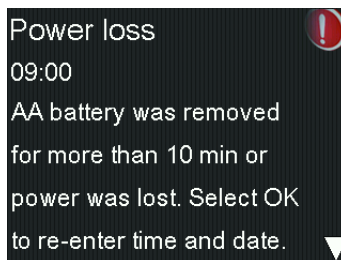 Power loss
09:00
AA battery was removed
for more than 10 min or
power was lost. Select OK
to re-enter time and date.